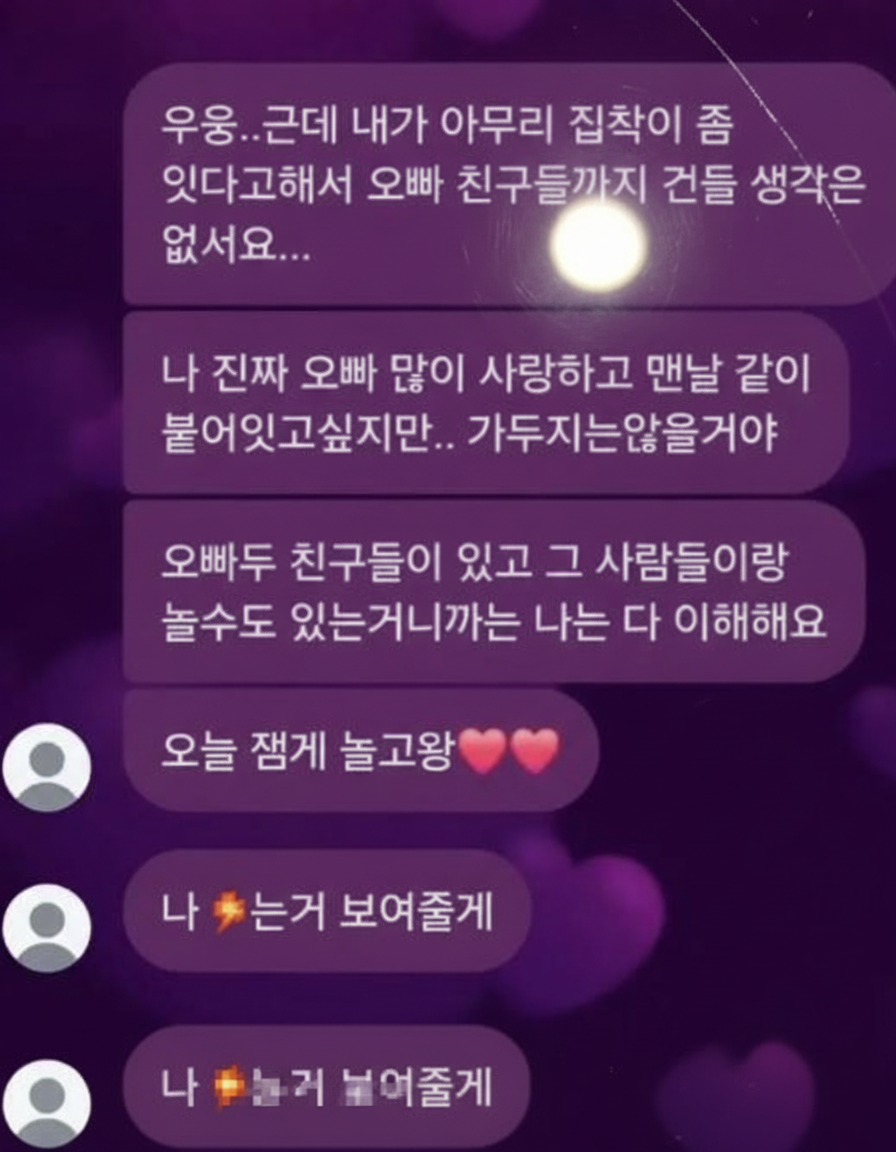 우웅..근데 내가 아무리 집착이 좀
잇다고해서 오빠 친구들까지 건들 생각은
없서요...
나 진짜 오빠 많이 사랑하고 맨날 같이
붙어잇고싶지만.. 가두지는않을거야
오빠두 친구들이 있고 그 사람들이랑
놀수도 있는거니까는 나는 다 이해해요
오늘 잼게 놀고왕❤️❤️
나 는거 보여줄게
나 거 여줄게